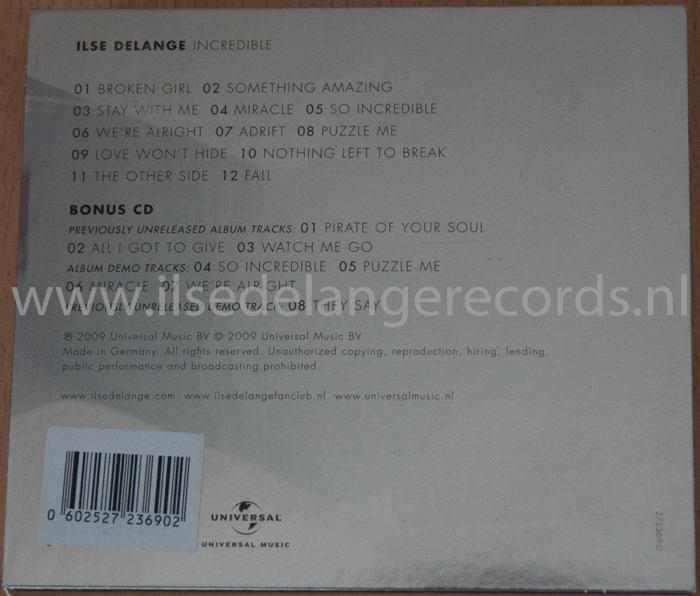 ILSE DELANGE INCREDIBLE
01 BROKEN GIRL 02 SOMETHING AMAZING
03 STAY WITH ME 04 MIRACLE 05 SO INCREDIBLE
06 WE'RE ALRIGHT 07 ADRIFT 08 PUZZLE ME
09 LOVE WON'T HIDE 10 NOTHING LEFT TO BREAK
11 THE OTHER SIDE 12 FALL
BONUS CD
PREVIOUSLY UNRELEASED ALBUM TRACKS: 01 PIRATE OF YOUR SOUL
02 ALL I GOT TO GIVE 03 WATCH ME GO
ALBUM DEMO TRACKS: 04 SO INCREDIBLE 05 PUZZLE ME
06 MIRACLE 07 WE'RE ALRIGHT
www.ilsedelangerecords.nl
PREVIOUSLY UNRELEASED DEMO TRACK: 08 THEY SAY
℗ 2009 Universal Music BV © 2009 Universal Music BV
Made in Germany. All rights reserved. Unauthorized copying, reproduction, hiring, lending,
public performance and broadcasting prohibited.
www.ilsedelange.com www.ilsedelangefanclub.nl www.universalmusic.nl
0 602527 236902
UNIVERSAL
UNIVERSAL MUSIC
272369-0